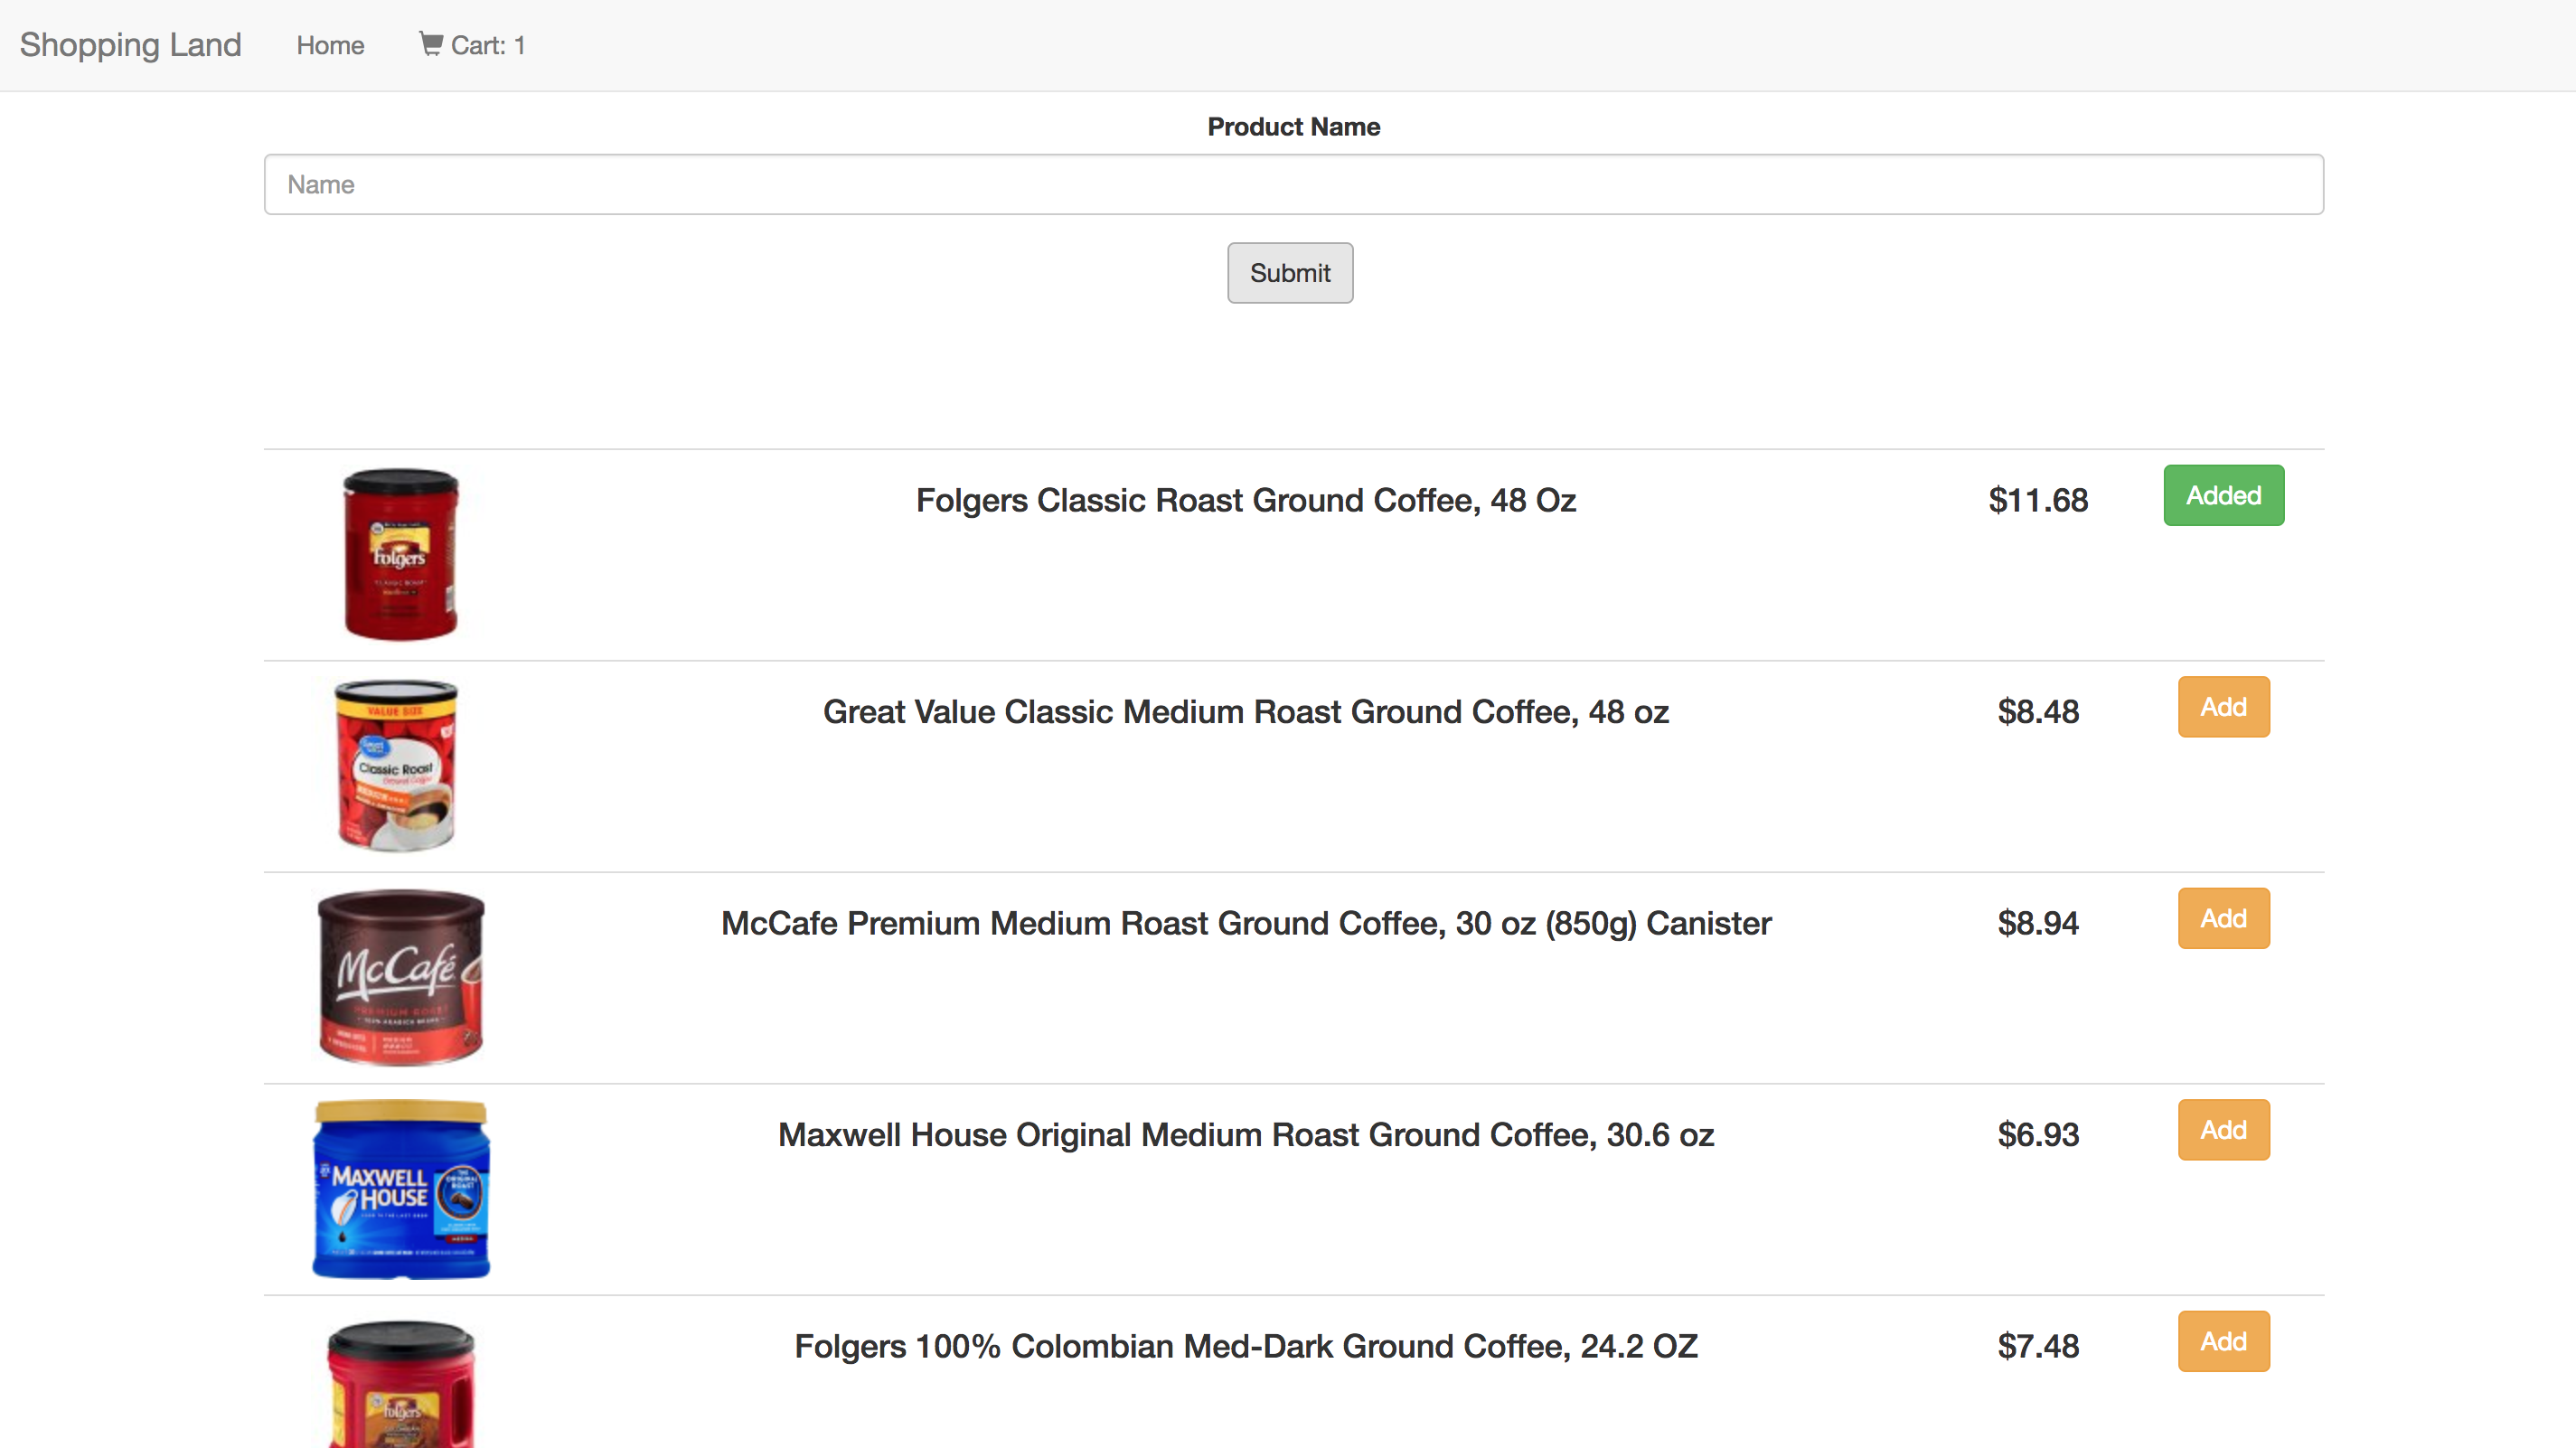 Shopping Land Home Cart: 1
Product Name
Name
Submit
Folgers Classic Roast Ground Coffee, 48 Oz $11.68 Added
Folgers
Great Value Classic Medium Roast Ground Coffee, 48 oz $8.48 Add
VALUE SIZE
Classic Roast
McCafe Premium Medium Roast Ground Coffee, 30 oz (850g) Canister $8.94 Add
McCafé
PREMIUM ROAST
Maxwell House Original Medium Roast Ground Coffee, 30.6 oz $6.93 Add
MAXWELL
HOUSE
Folgers 100% Colombian Med-Dark Ground Coffee, 24.2 OZ $7.48 Add
Folgers